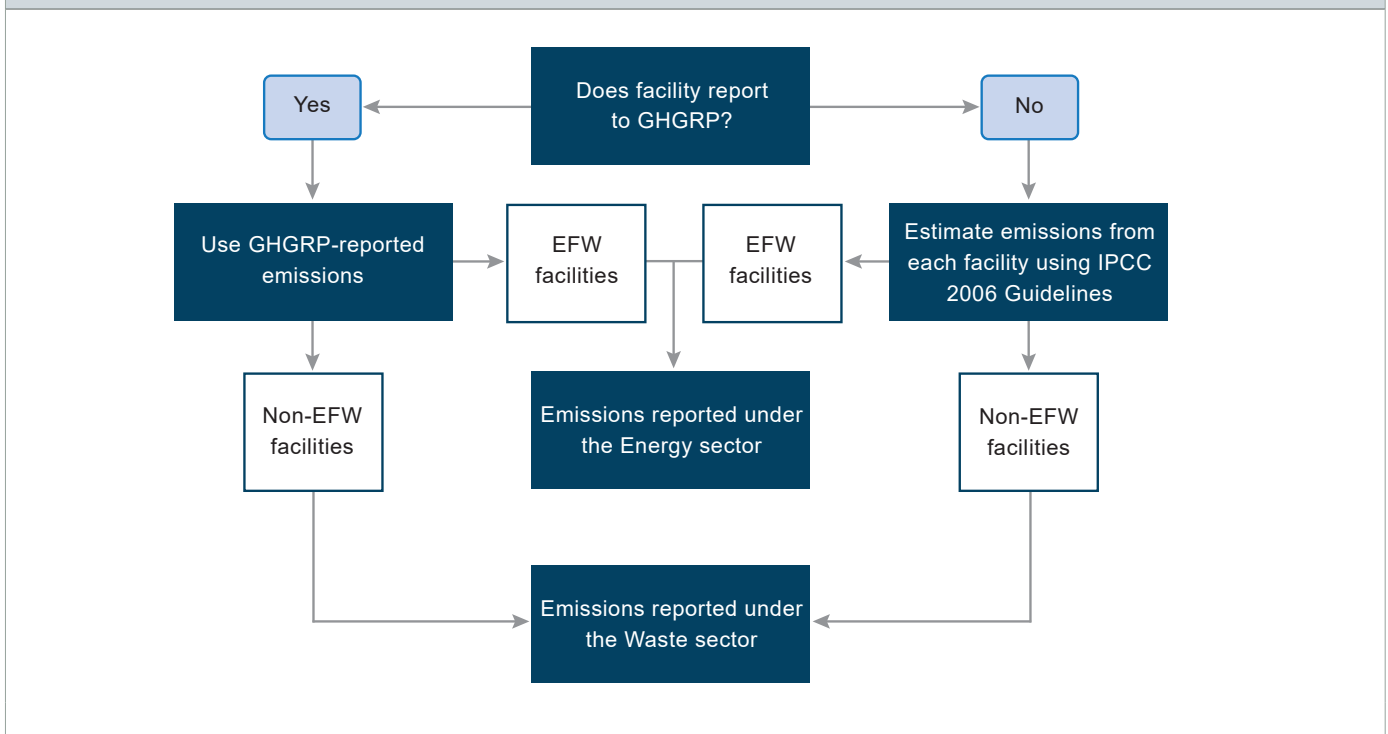 Does facility report
to GHGRP?
Yes
No
Use GHGRP-reported
emissions
EFW
facilities
EFW
facilities
Estimate emissions from
each facility using IPCC
2006 Guidelines
Non-EFW
facilities
Emissions reported under
the Energy sector
Non-EFW
facilities
Emissions reported under
the Waste sector